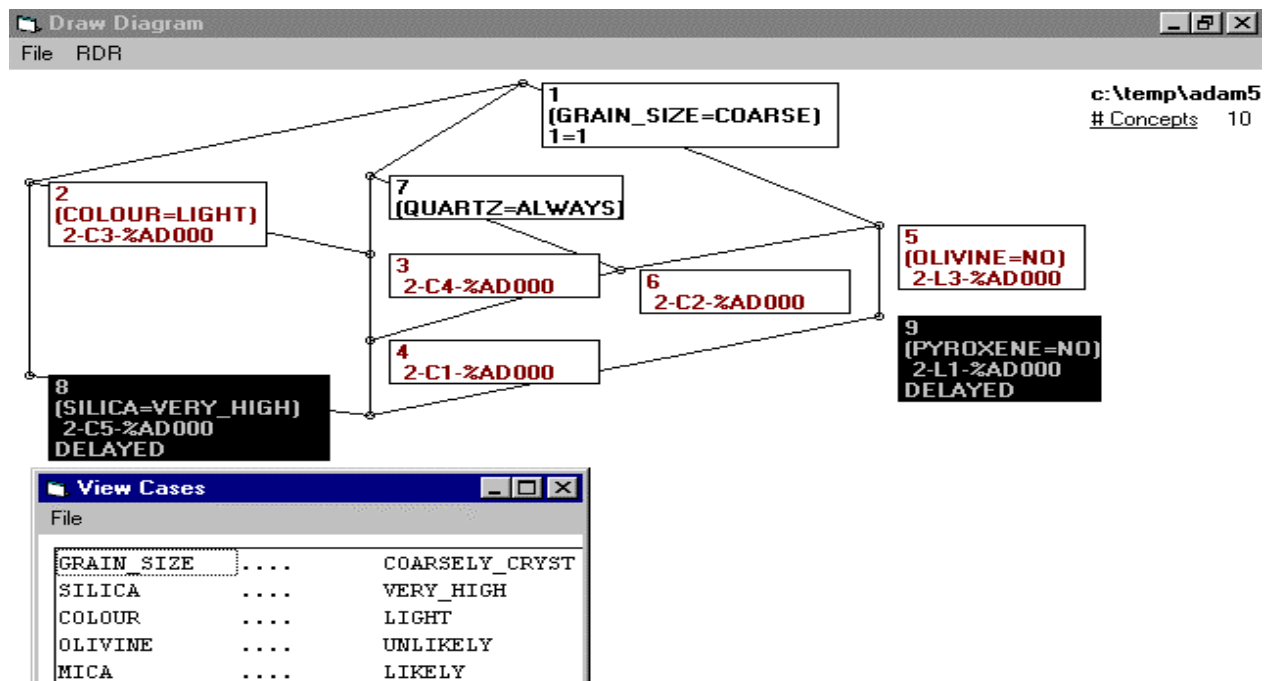 Draw Diagram
File RDR
c:\temp\adam5
# Concepts 10
1
(GRAIN_SIZE=COARSE)
1=1
2
(COLOUR=LIGHT)
2-C3-%AD000
7
(QUARTZ=ALWAYS)
5
(OLIVINE=NO)
2-L3-%AD000
3
2-C4-%AD000
6
2-C2-%AD000
9
(PYROXENE=NO)
2-L1-%AD000
DELAYED
4
2-C1-%AD000
8
(SILICA=VERY_HIGH)
2-C5-%AD000
DELAYED
View Cases
File
GRAIN_SIZE .... COARSELY_CRYST
SILICA .... VERY_HIGH
COLOUR .... LIGHT
OLIVINE .... UNLIKELY
MICA .... LIKELY